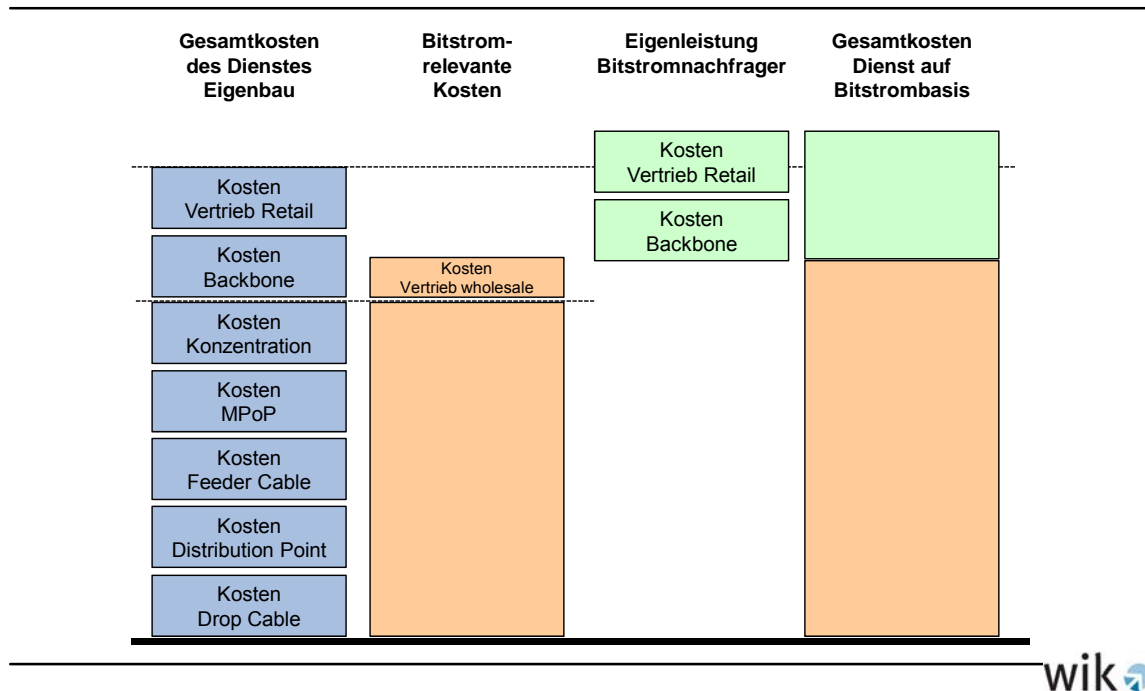 Gesamtkosten
des Dienstes
Eigenbau
Bitstrom-
relevante
Kosten
Eigenleistung
Bitstromnachfrager
Gesamtkosten
Dienst auf
Bitstrombasis
Kosten
Vertrieb Retail
Kosten
Backbone
Kosten
Konzentration
Kosten
MPoP
Kosten
Feeder Cable
Kosten
Distribution Point
Kosten
Drop Cable
Kosten
Vertrieb wholesale
Kosten
Vertrieb Retail
Kosten
Backbone
wik